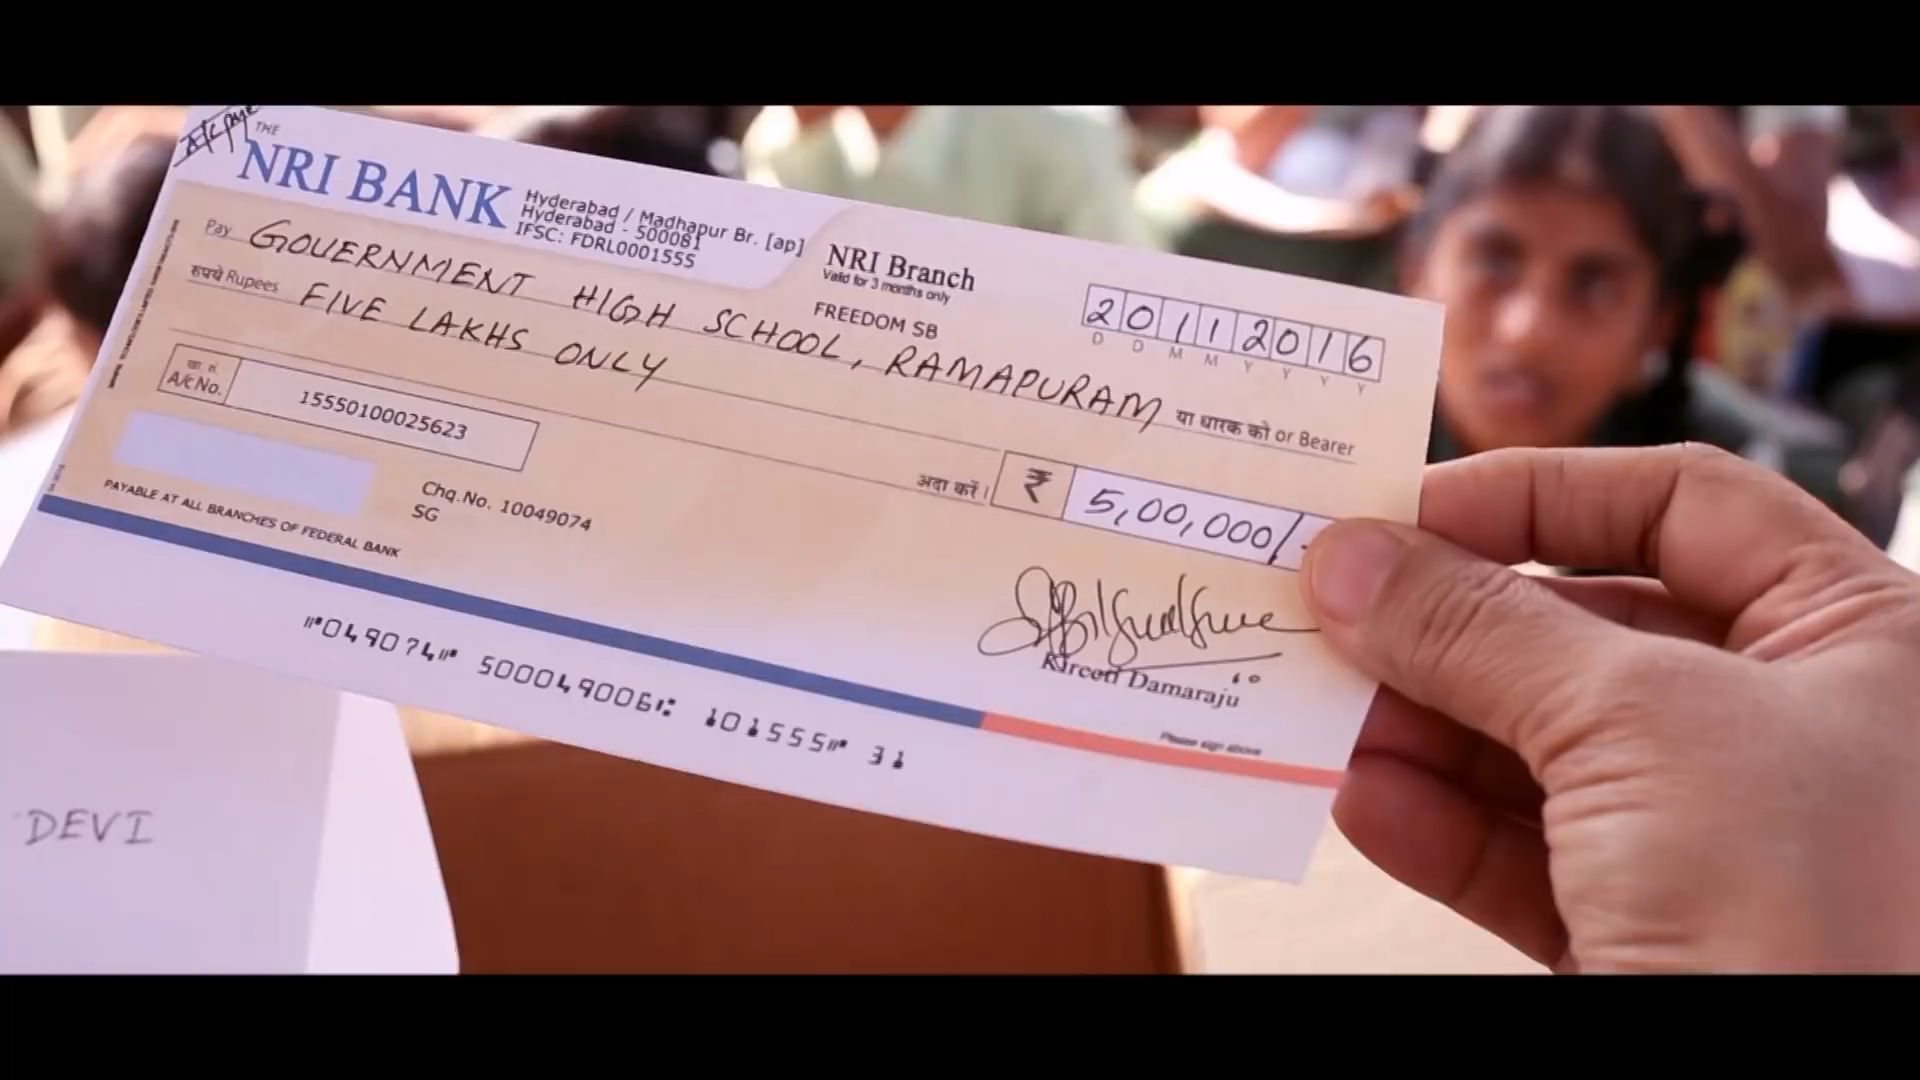 A/c payee
THE
NRI BANK
Hyderabad / Madhapur Br. [ap]
Hyderabad - 500081
IFSC: FDRL0001555
NRI Branch
Valid for 3 months only
FREEDOM SB
20112016
D D M M Y Y Y Y
Pay GOVERNMENT HIGH SCHOOL, RAMAPURAM या धारक को or Bearer
रुपये Rupees FIVE LAKHS ONLY
अदा करें।
₹ 5,00,000/-
खा. सं.
A/c No.
15550100025623
Chq.No. 10049074
SG
PAYABLE AT ALL BRANCHES OF FEDERAL BANK
Kireeti Damaraju
Please sign above
⑈049074⑈ 500049006⑆ 101555⑈ 31
DEVI